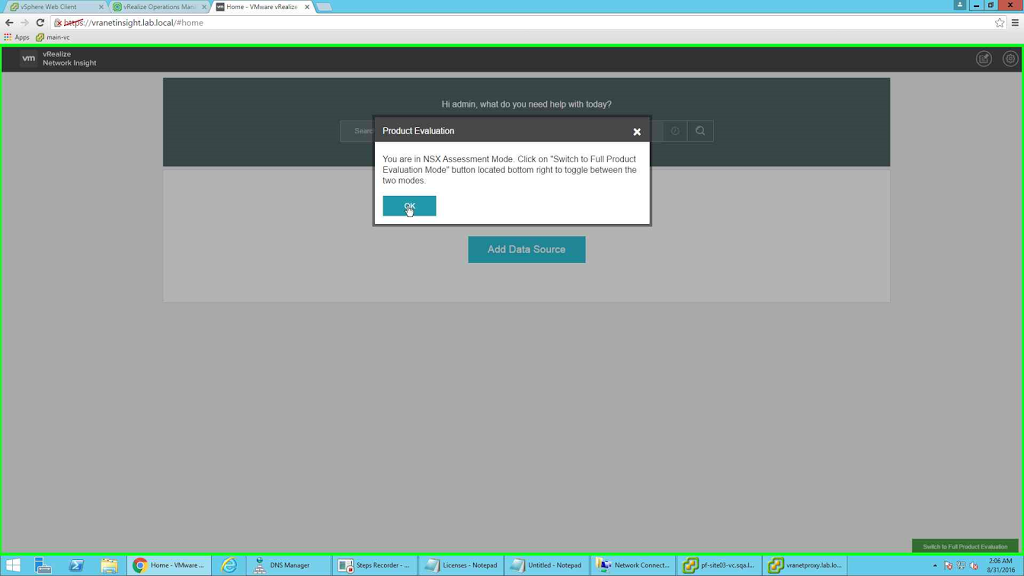 vSphere Web Client
vRealize Operations Man
Home - VMware vRealize
https://vranetinsight.lab.local/#home
Apps
main-vc
vm
vRealize
Network Insight
Hi admin, what do you need help with today?
Product Evaluation
You are in NSX Assessment Mode. Click on "Switch to Full Product
Evaluation Mode" button located bottom right to toggle between the
two modes.
OK
Add Data Source
Switch to Full Product Evaluation
Home - VMware ...
DNS Manager
Steps Recorder - ...
Licenses - Notepad
Untitled - Notepad
Network Connect...
pf-site03-vc.sqa.l...
vranetproxy.lab.lo...
2:06 AM
8/31/2016